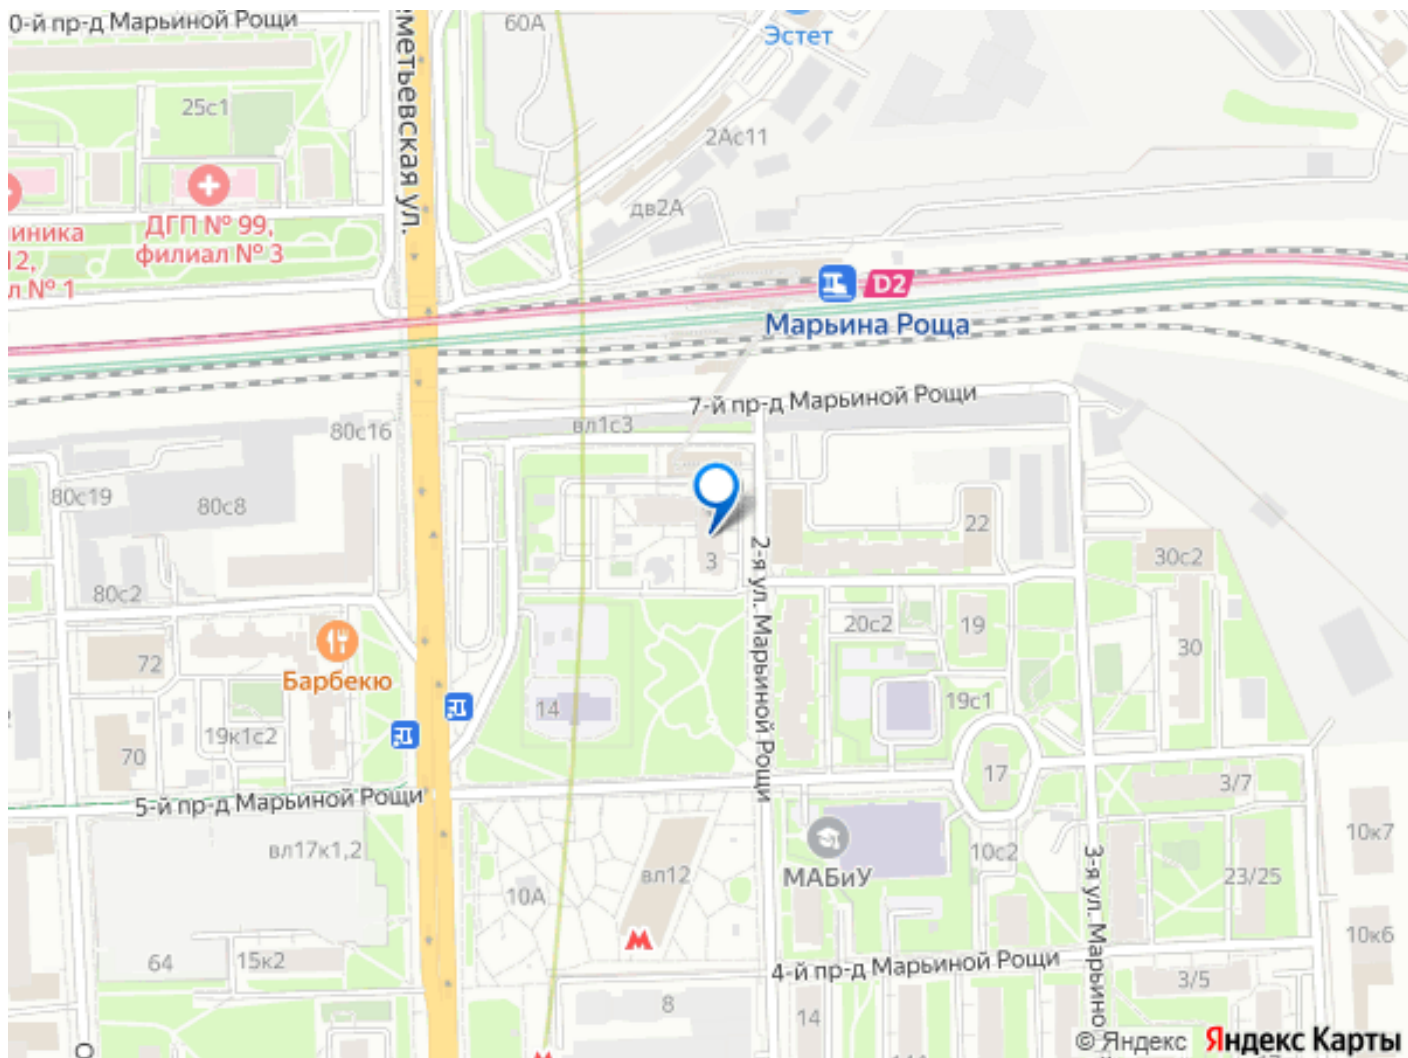 0-й пр-д Марьиной Рощи
60А
Эстет
25с1
еметьевская ул.
2Ас11
ДГП № 99,
филиал № 3
иника
12,
л № 1
дв2А
D2
Марьина Роща
7-й пр-д Марьиной Рощи
вл1с3
80с16
80с19
80с8
22
3
2-я ул. Марьиной Рощи
30с2
80с2
20с2
19
30
72
Барбекю
14
19с1
19к1с2
70
17
3/7
5-й пр-д Марьиной Рощи
10к7
вл17к1,2
10с2
3-я ул. Марьино
МАБиУ
вл12
23/25
10А
10к6
64
15к2
4-й пр-д Марьиной Рощи
3/5
8
14
© Яндекс Яндекс Карты